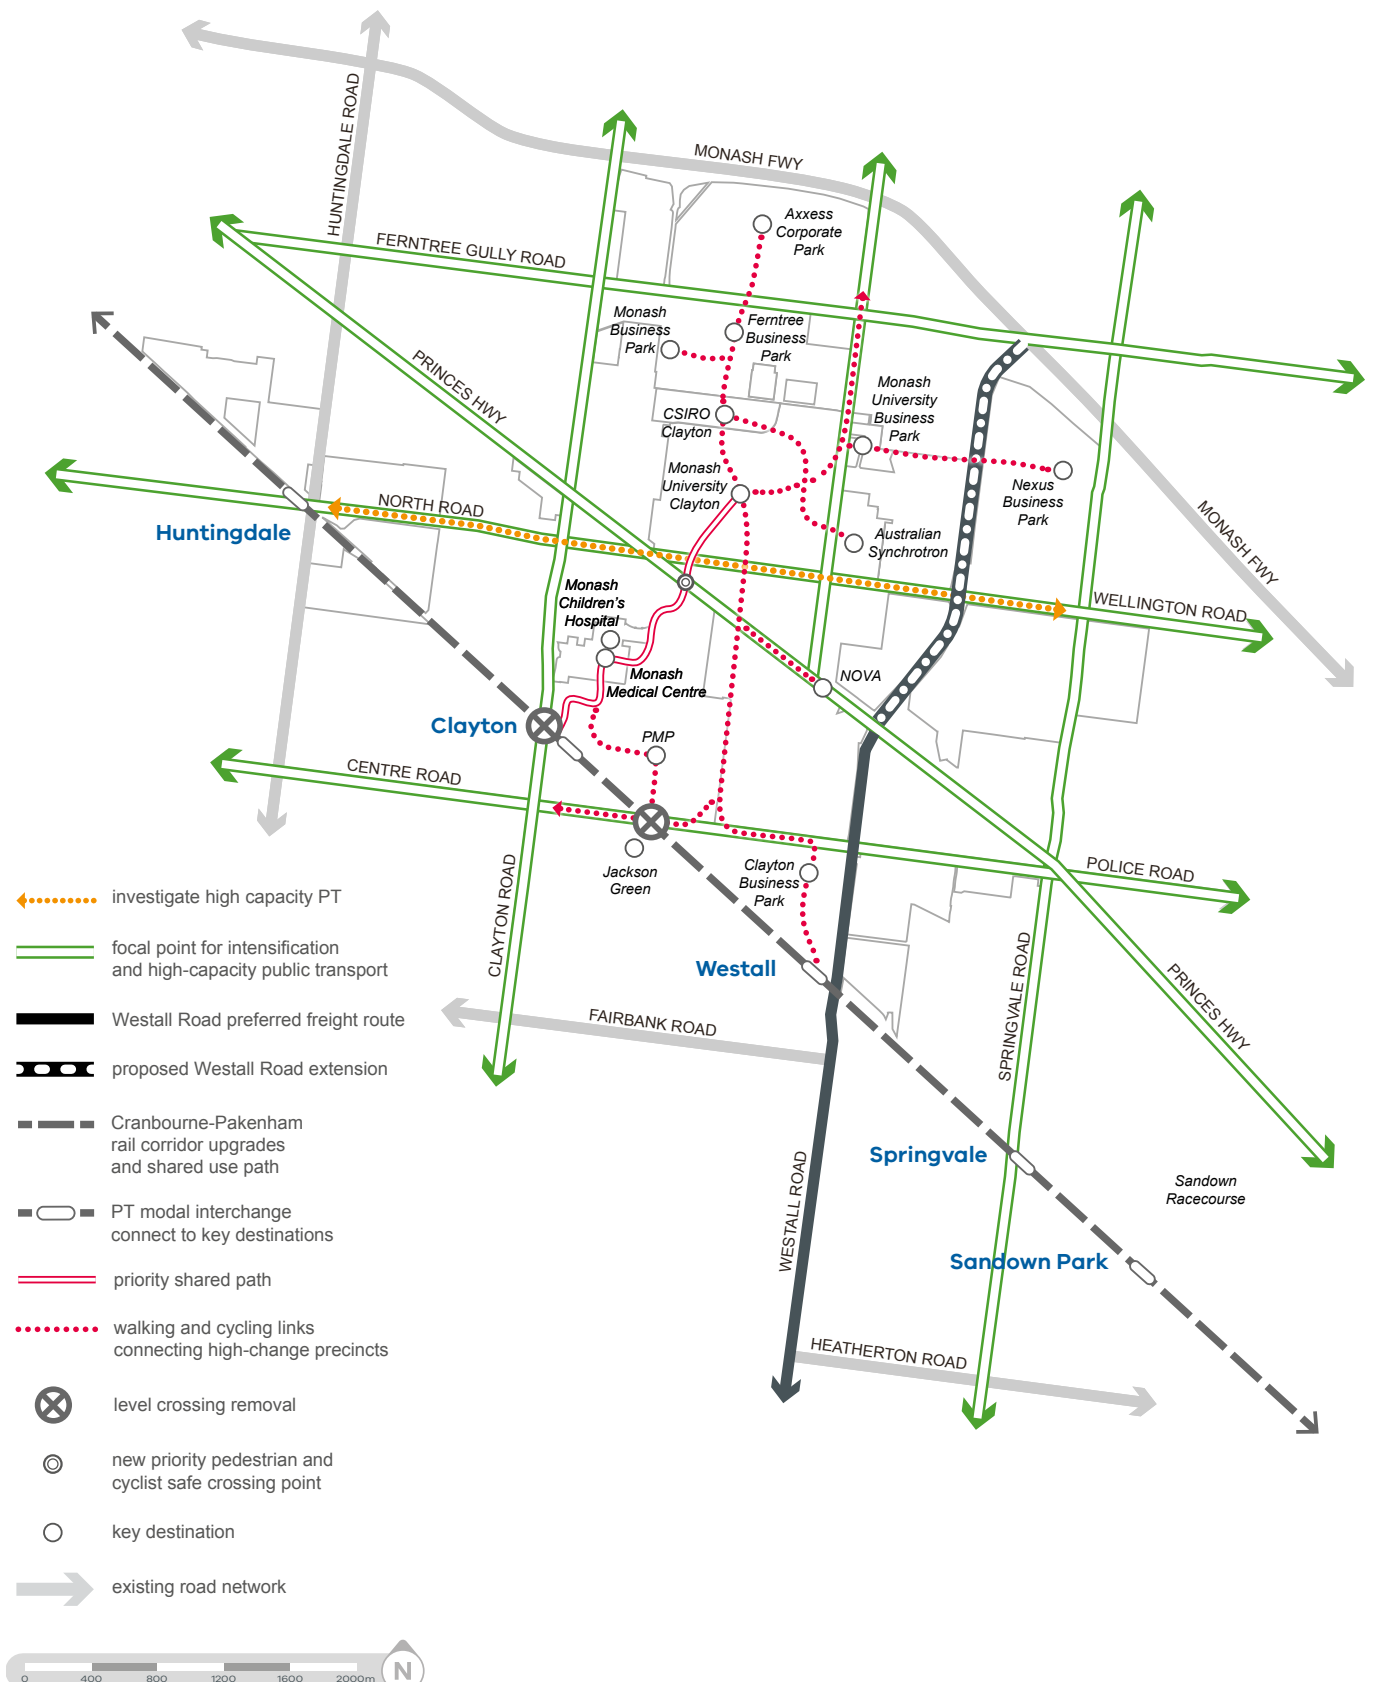 HUNTINGDALE ROAD
MONASH FWY
Axxess
Corporate
Park
FERNTREE GULLY ROAD
Monash
Business
Park
Ferntree
Business
Park
PRINCES HWY
Monash
University
Business
Park
CSIRO
Clayton
Monash
University
Clayton
Nexus
Business
Park
NORTH ROAD
MONASH FWY
Huntingdale
Australian
Synchrotron
Monash
Children's
Hospital
WELLINGTON ROAD
Monash
Medical Centre
NOVA
Clayton
PMP
CENTRE ROAD
Jackson
Green
Clayton
Business
Park
POLICE ROAD
CLAYTON ROAD
Westall
SPRINGVALE ROAD
PRINCES HWY
FAIRBANK ROAD
WESTALL ROAD
Springvale
Sandown
Racecourse
Sandown Park
HEATHERTON ROAD
investigate high capacity PT
focal point for intensification
and high-capacity public transport
Westall Road preferred freight route
proposed Westall Road extension
Cranbourne-Pakenham
rail corridor upgrades
and shared use path
PT modal interchange
connect to key destinations
priority shared path
walking and cycling links
connecting high-change precincts
level crossing removal
new priority pedestrian and
cyclist safe crossing point
key destination
existing road network
0 400 800 1200 1600 2000m
N